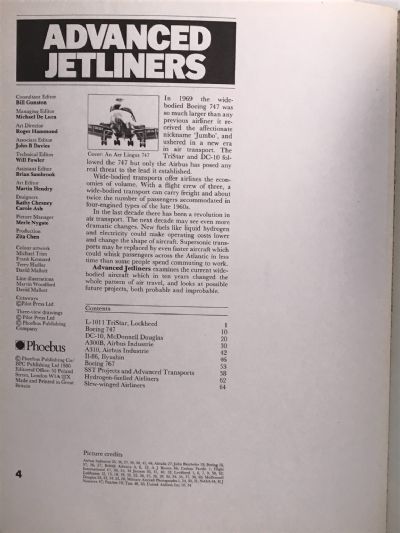 ADVANCED
JETLINERS
Consultant Editor
Bill Gunston
Managing Editor
Michael De Luca
Art Director
Roger Hammond
Associate Editor
John B Davies
Technical Editor
Will Fowler
Assistant Editor
Brian Sambrook
Art Editor
Martin Hendry
Designers
Kathy Chesney
Carole Ash
Picture Manager
Merle Nygate
Production
Zita Chen
Colour artwork
Michael Trim
Frank Kennard
Terry Hadler
David Mallott
Line illustrations
Martin Woodford
David Mallott
Cutaways
©Pilot Press Ltd
Three-view drawings
©Pilot Press Ltd
© Phoebus Publishing
Company
Phoebus
© Phoebus Publishing Co/
BPC Publishing Ltd 1980
Editorial Office: 52 Poland
Street, London W1A 2JX
Made and Printed in Great
Britain
4
Cover: An Aer Lingus 747
In 1969 the wide-
bodied Boeing 747 was
so much larger than any
previous airliner it re-
ceived the affectionate
nickname 'Jumbo', and
ushered in a new era
in air transport. The
TriStar and DC-10 fol-
lowed the 747 but only the Airbus has posed any
real threat to the lead it established.
Wide-bodied transports offer airlines the econ-
omies of volume. With a flight crew of three, a
wide-bodied transport can carry freight and about
twice the number of passengers accommodated in
four-engined types of the late 1960s.
In the last decade there has been a revolution in
air transport. The next decade may see even more
dramatic changes. New fuels like liquid hydrogen
and electricity could make operating costs lower
and change the shape of aircraft. Supersonic trans-
ports may be replaced by even faster aircraft which
could whisk passengers across the Atlantic in less
time than some people spend commuting to work.
Advanced Jetliners examines the current wide-
bodied aircraft which in ten years changed the
whole pattern of air travel, and looks as possible
future projects, both probable and improbable.
Contents
L-1011 TriStar, Lockheed 5
Boeing 747 10
DC-10, McDonnell Douglas 20
A300B, Airbus Industrie 30
A310, Airbus Industrie 42
Il-86, Ilyushin 46
Boeing 767 53
SST Projects and Advanced Transports 58
Hydrogen-fuelled Airliners 62
Slew-winged Airliners 64
Picture credits